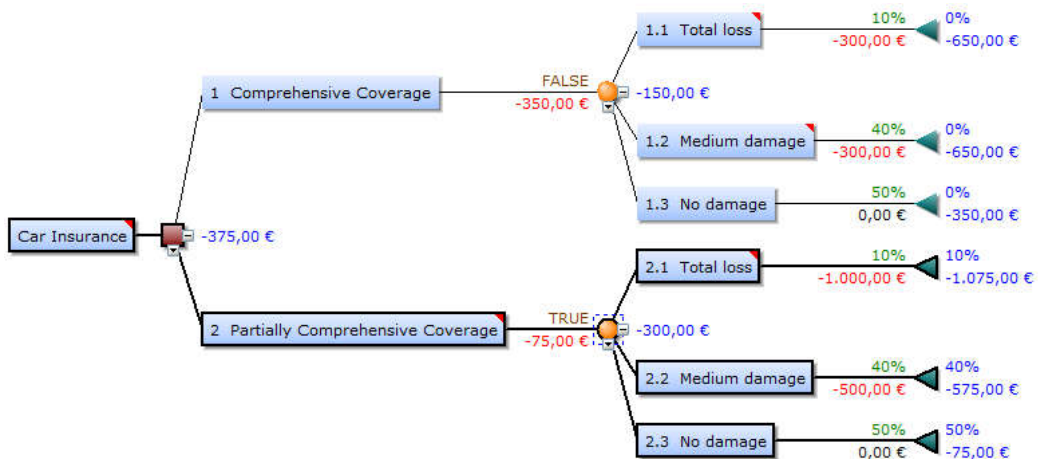 1.1 Total loss
10%
-300,00 €
0%
-650,00 €
1 Comprehensive Coverage
FALSE
-350,00 €
-150,00 €
1.2 Medium damage
40%
-300,00 €
0%
-650,00 €
1.3 No damage
50%
0,00 €
0%
-350,00 €
Car Insurance
-375,00 €
2.1 Total loss
10%
-1.000,00 €
10%
-1.075,00 €
2 Partially Comprehensive Coverage
TRUE
-75,00 €
-300,00 €
2.2 Medium damage
40%
-500,00 €
40%
-575,00 €
2.3 No damage
50%
0,00 €
50%
-75,00 €